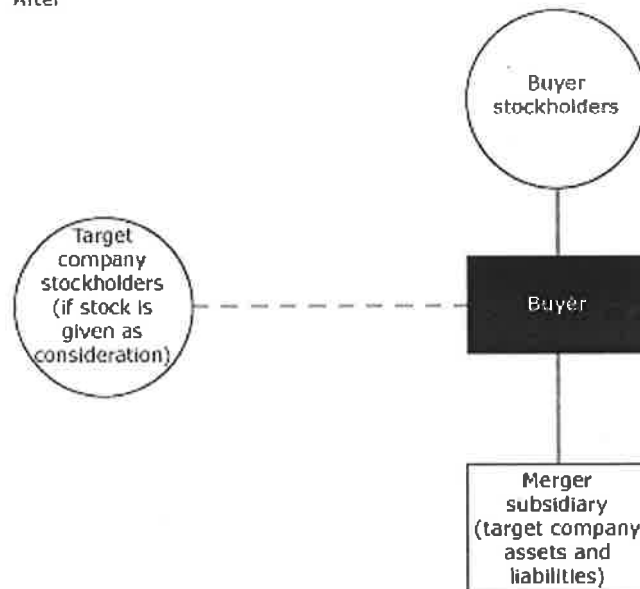 After
Buyer
stockholders
Target
company
stockholders
(if stock is
given as
consideration)
Buyer
Merger
subsidiary
(target company
assets and
liabilities)